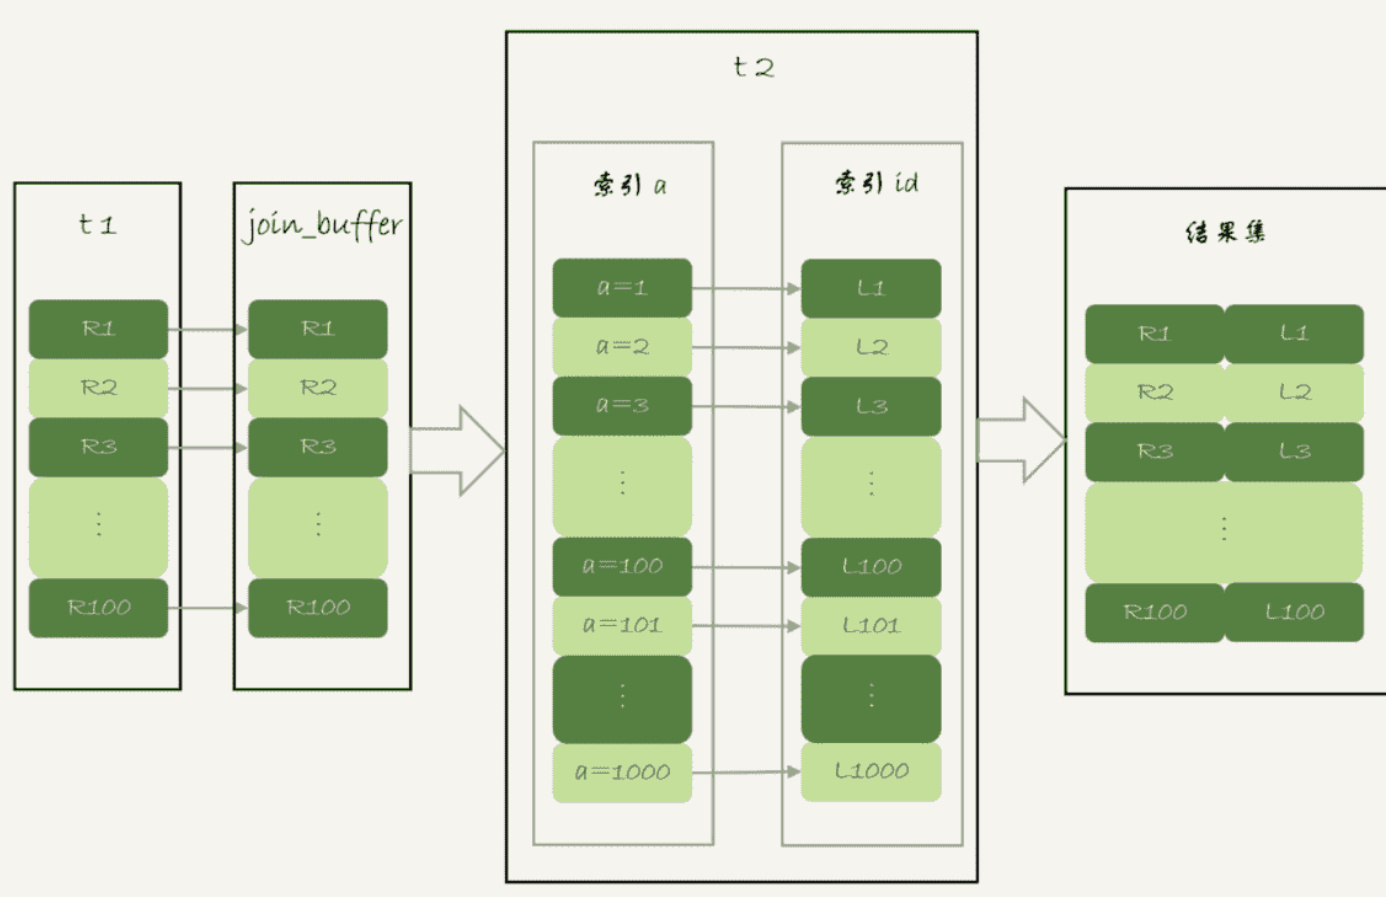 t1
R1
R2
R3
⋮
R100
join_buffer
R1
R2
R3
⋮
R100
t2
索引 a
a=1
a=2
a=3
⋮
a=100
a=101
⋮
a=1000
索引 id
L1
L2
L3
⋮
L100
L101
⋮
L1000
结果集
R1 L1
R2 L2
R3 L3
⋮
R100 L100